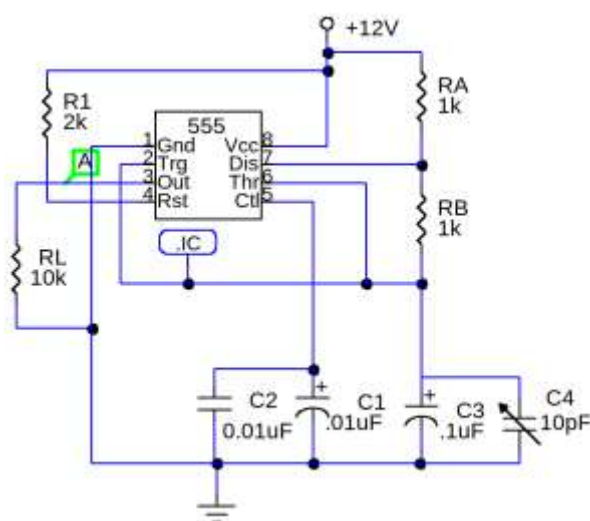 +12V
R1
2k
RA
1k
555
1 Gnd Vcc 8
2 Trg Dis 7
3 Out Thr 6
4 Rst Ctl 5
A
RB
1k
.IC
RL
10k
C2
0.01uF
C1
.01uF
C3
.1uF
C4
10pF
+
+